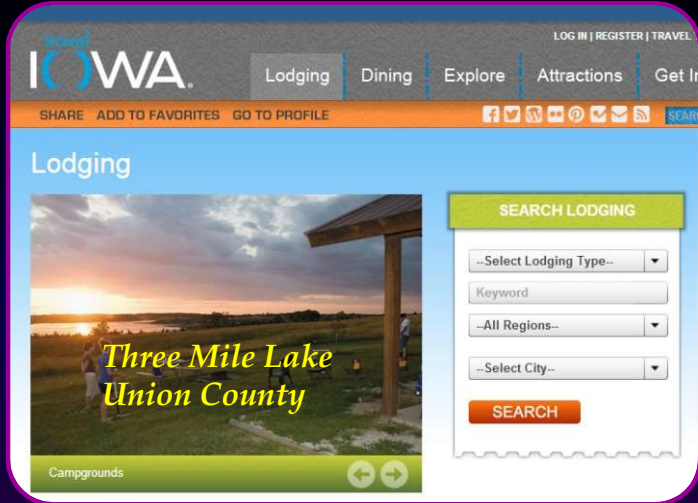 LOG IN | REGISTER | TRAVEL
travel
IOWA.
Lodging Dining Explore Attractions Get In
SHARE ADD TO FAVORITES GO TO PROFILE
SEAR
Lodging
Three Mile Lake
Union County
Campgrounds
SEARCH LODGING
--Select Lodging Type--
Keyword
--All Regions--
--Select City--
SEARCH